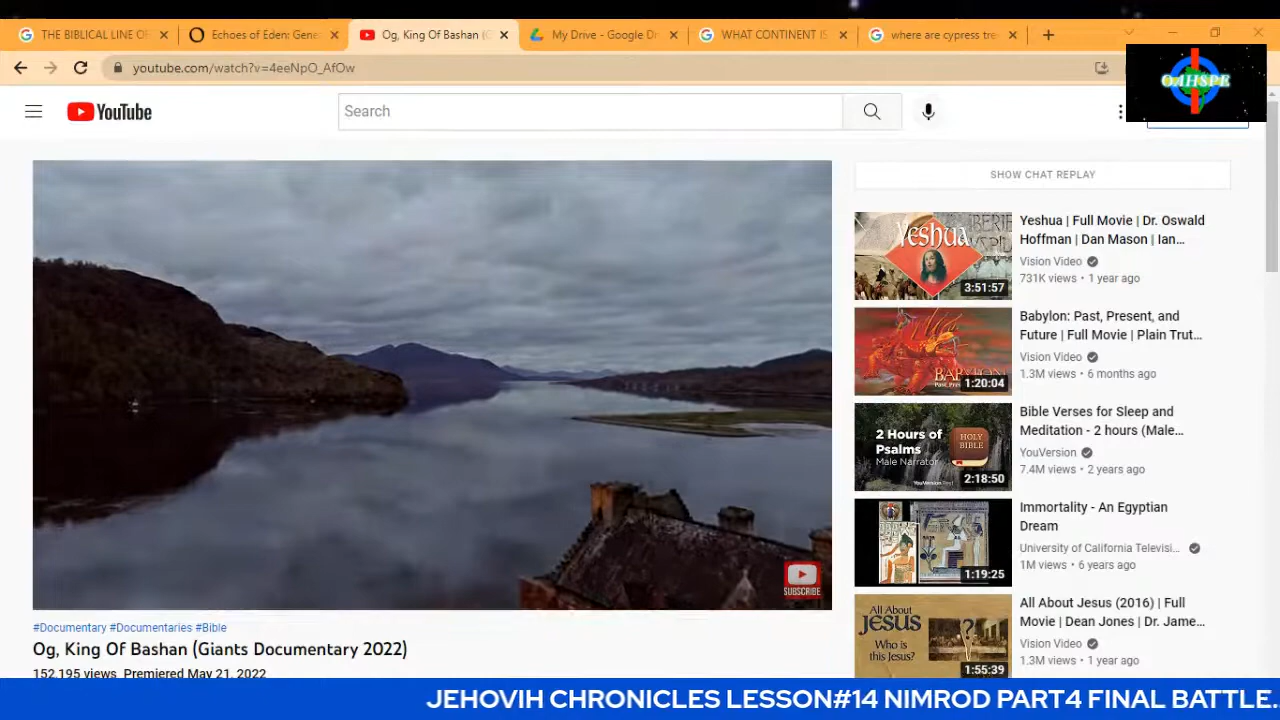 THE BIBLICAL LINE OF
Echoes of Eden: Gene
Og, King Of Bashan (G
My Drive - Google Dr
WHAT CONTINENT IS
where are cypress tre
youtube.com/watch?v=4eeNpO_AfOw
OAHSPE
YouTube
Search
SHOW CHAT REPLAY
Yeshua | Full Movie | Dr. Oswald
Hoffman | Dan Mason | Ian...
Vision Video
731K views • 1 year ago
YESHUA
3:51:57
Babylon: Past, Present, and
Future | Full Movie | Plain Trut...
Vision Video
1.3M views • 6 months ago
BABYLON
1:20:04
Bible Verses for Sleep and
Meditation - 2 hours (Male...
YouVersion
7.4M views • 2 years ago
2 Hours of
Psalms
Male Narrator
HOLY
BIBLE
2:18:50
Immortality - An Egyptian
Dream
University of California Televisi...
1M views • 6 years ago
1:19:25
All About Jesus (2016) | Full
Movie | Dean Jones | Dr. Jame...
Vision Video
1.3M views • 1 year ago
All About
JESUS
Who is
this Jesus?
1:55:39
SUBSCRIBE
#Documentary #Documentaries #Bible
Og, King Of Bashan (Giants Documentary 2022)
152,195 views Premiered May 21, 2022
JEHOVIH CHRONICLES LESSON#14 NIMROD PART4 FINAL BATTLE.